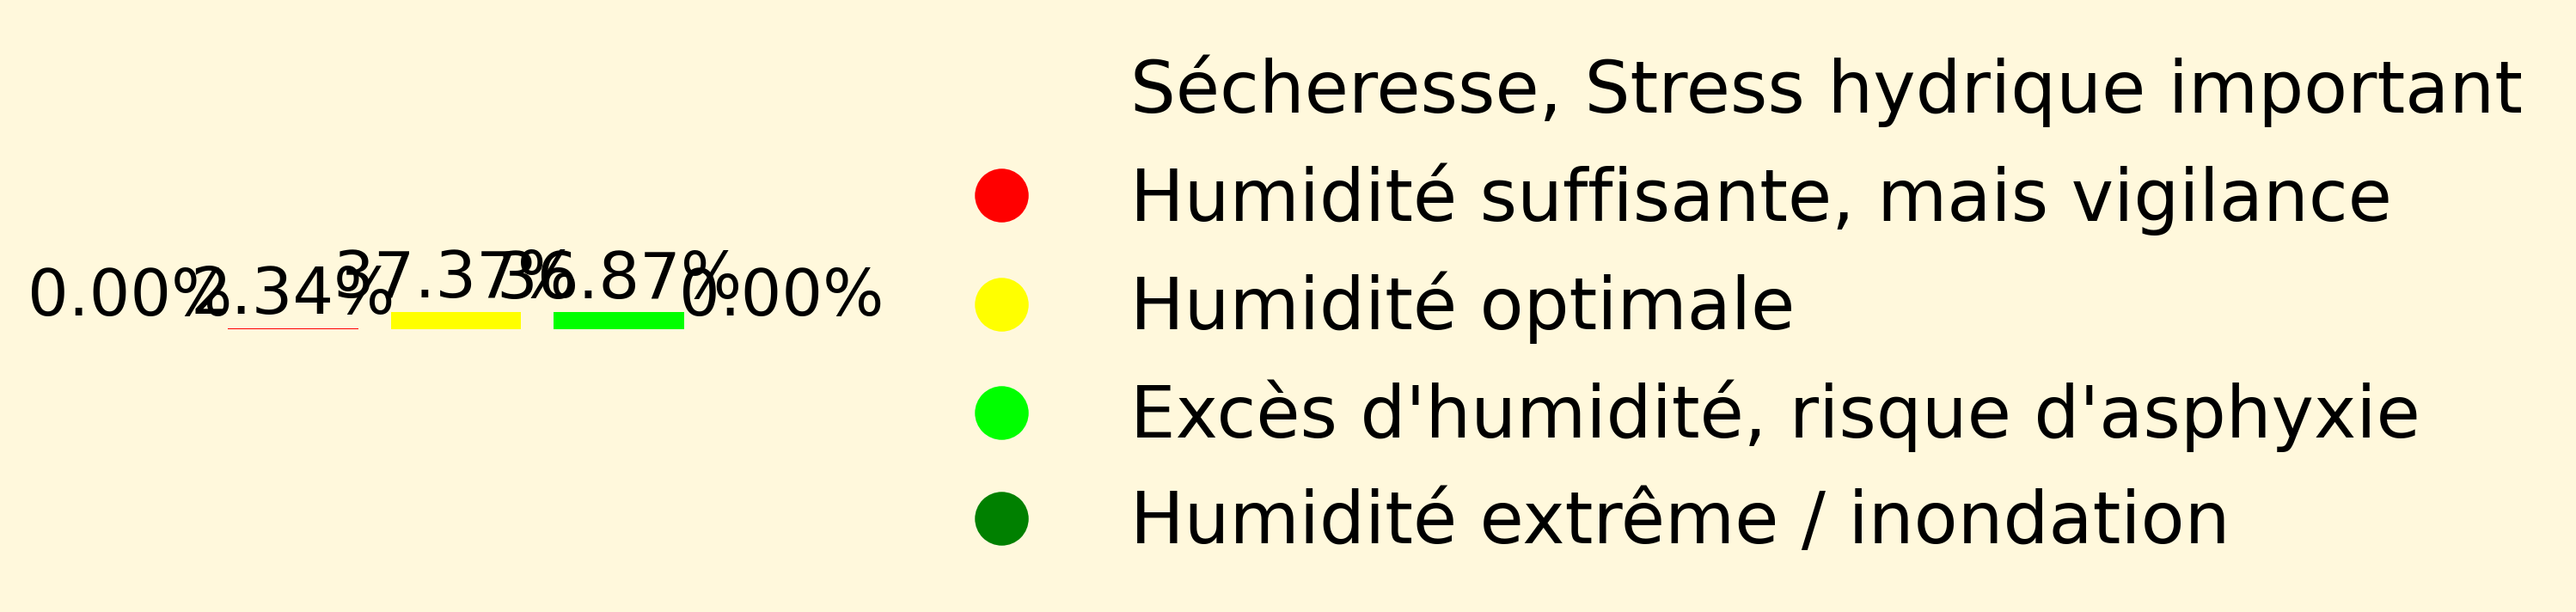 0.00%
2.34%
37.37%
36.87%
0.00%
Sécheresse, Stress hydrique important
Humidité suffisante, mais vigilance
Humidité optimale
Excès d'humidité, risque d'asphyxie
Humidité extrême / inondation